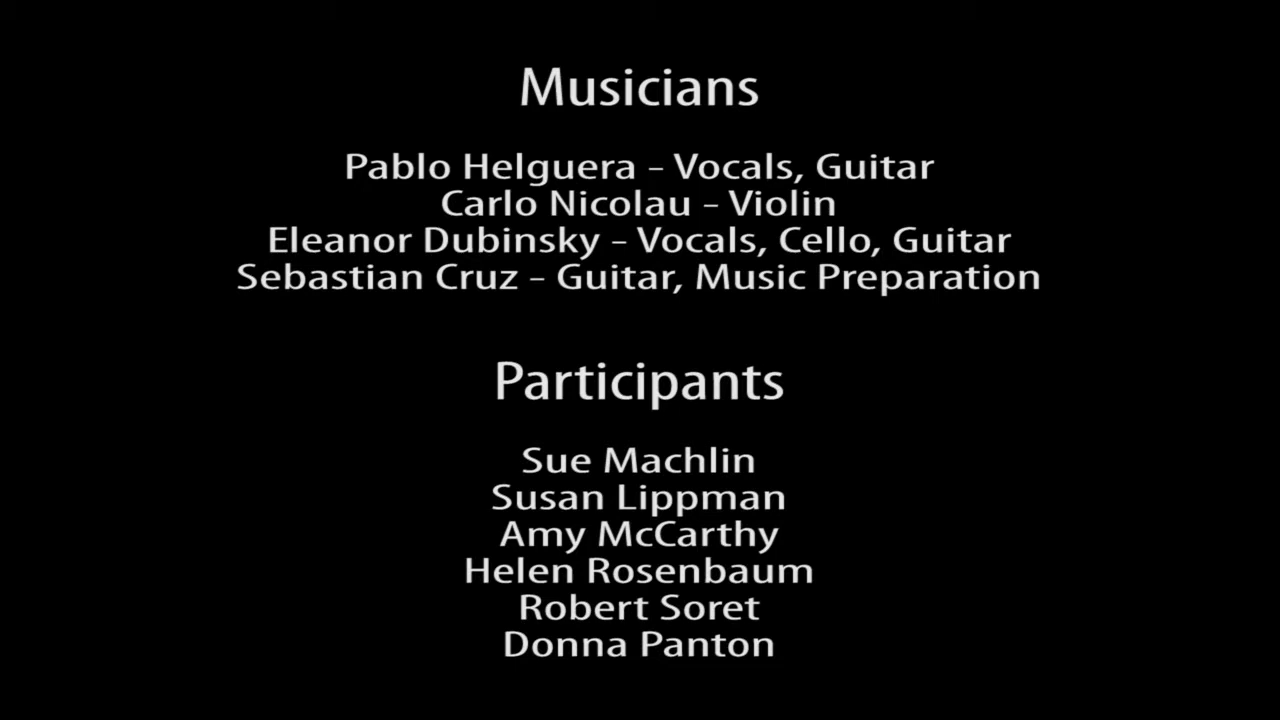 Musicians
Pablo Helguera – Vocals, Guitar
Carlo Nicolau – Violin
Eleanor Dubinsky – Vocals, Cello, Guitar
Sebastian Cruz – Guitar, Music Preparation
Participants
Sue Machlin
Susan Lippman
Amy McCarthy
Helen Rosenbaum
Robert Soret
Donna Panton